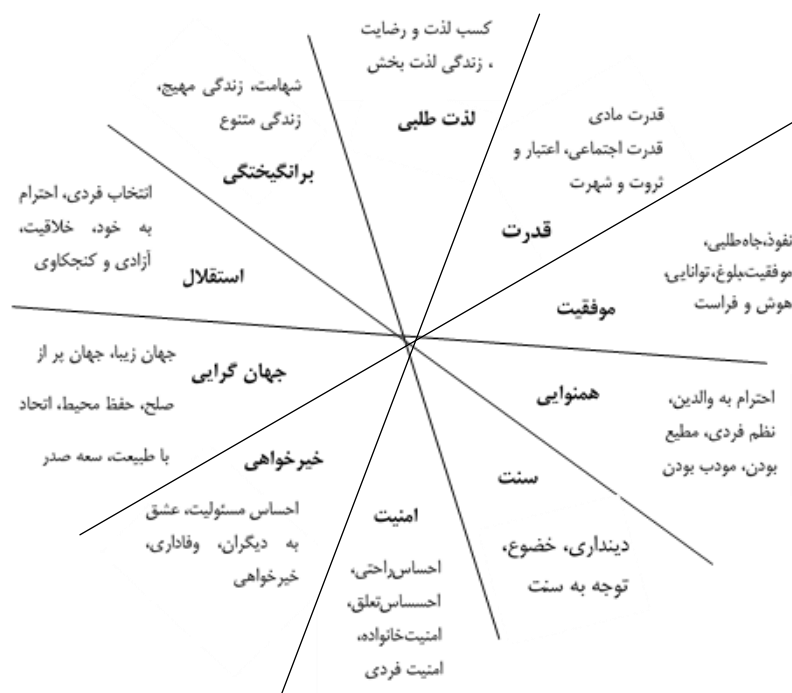 کسب لذت و رضایت
، زندگی لذت بخش
لذت طلبی
قدرت مادی
قدرت اجتماعی، اعتبار و
ثروت و شهرت
قدرت
نفوذ،جاه‌طلبی،
موفقیت،بلوغ،توانایی،
هوش و فراست
موفقیت
همنوایی
احترام به والدین،
نظم فردی، مطیع
بودن، مودب بودن
سنت
دینداری، خضوع،
توجه به سنت
امنیت
احساس‌راحتی،
احسساس‌تعلق،
امنیت‌خانواده،
امنیت فردی
خیرخواهی
احساس مسئولیت، عشق
به دیگران، وفاداری،
خیرخواهی
جهان گرایی
جهان زیبا، جهان پر از
صلح، حفظ محیط، اتحاد
با طبیعت، سعه صدر
استقلال
انتخاب فردی، احترام
به خود، خلاقیت،
آزادی و کنجکاوی
برانگیختگی
شهامت، زندگی مهیج،
زندگی متنوع